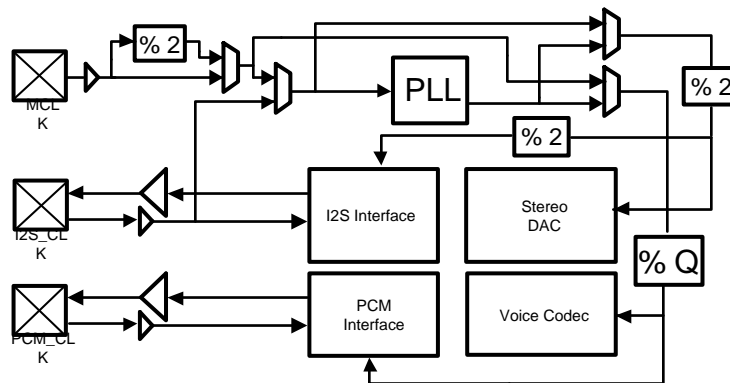 % 2
MCL
K
PLL
% 2
% 2
I2S_CL
K
I2S Interface
Stereo
DAC
% Q
PCM_CL
K
PCM
Interface
Voice Codec